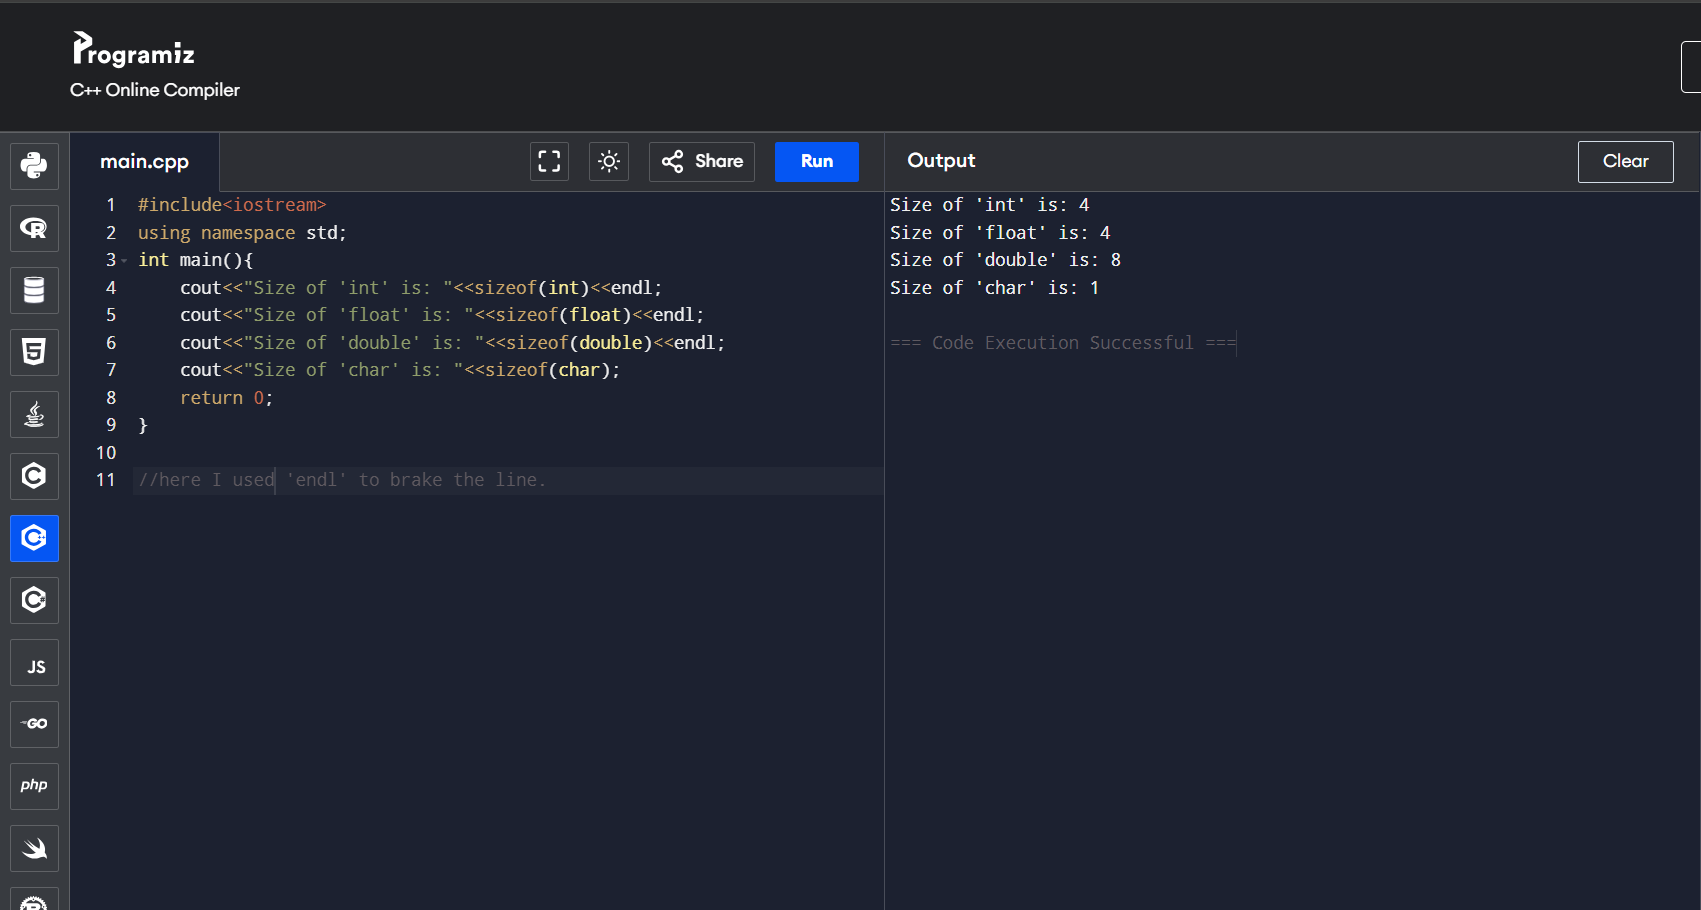 Programiz
C++ Online Compiler
main.cpp
Share
Run
Output
Clear
1 #include<iostream>
2 using namespace std;
3 int main(){
4 cout<<"Size of 'int' is: "<<sizeof(int)<<endl;
5 cout<<"Size of 'float' is: "<<sizeof(float)<<endl;
6 cout<<"Size of 'double' is: "<<sizeof(double)<<endl;
7 cout<<"Size of 'char' is: "<<sizeof(char);
8 return 0;
9 }
10
11 //here I used 'endl' to brake the line.
Size of 'int' is: 4
Size of 'float' is: 4
Size of 'double' is: 8
Size of 'char' is: 1
=== Code Execution Successful ===
R
5
C
C++
C#
JS
GO
php
R